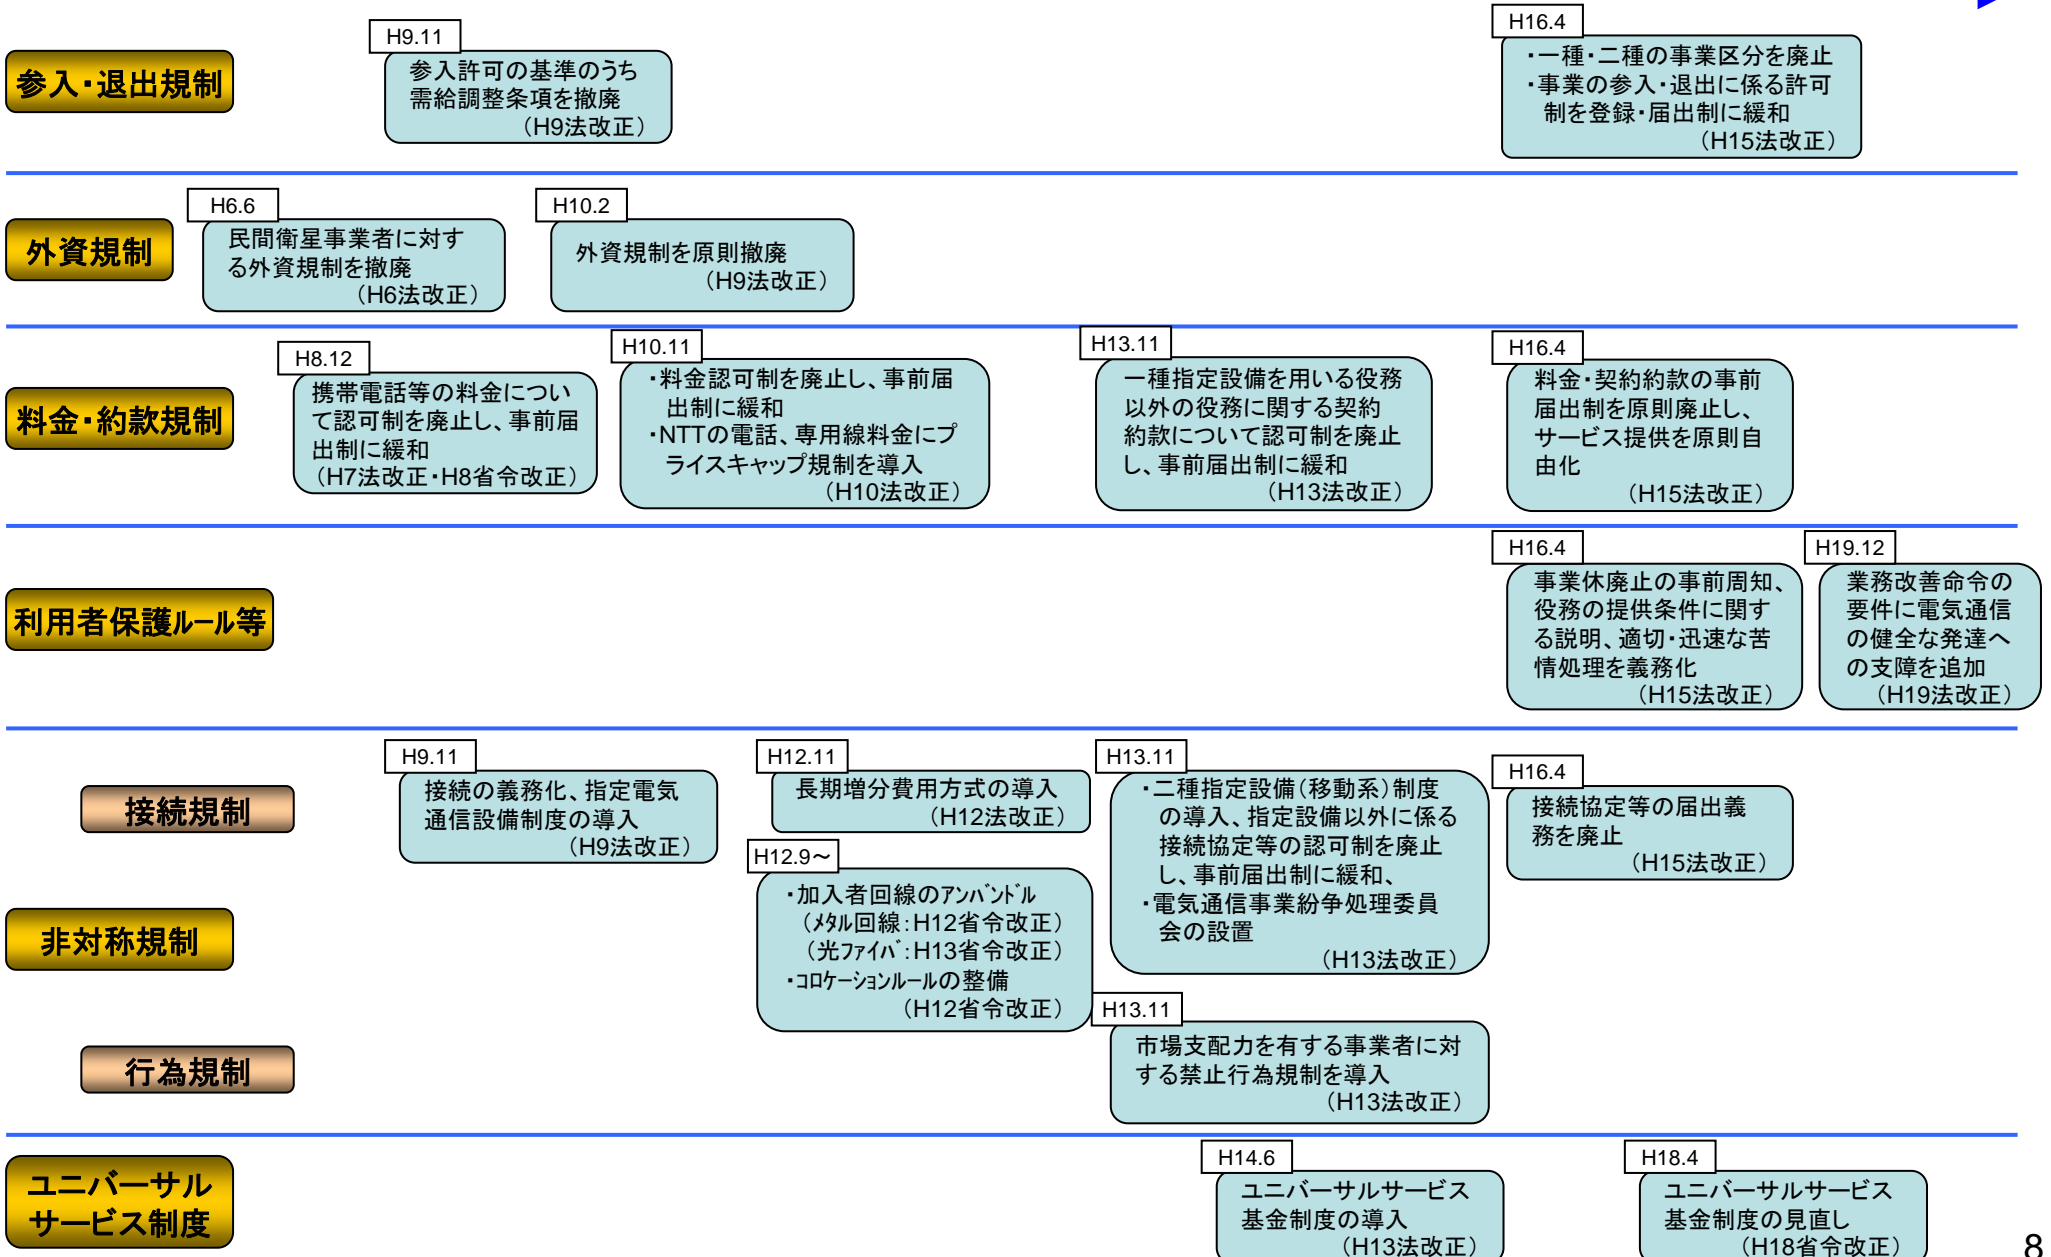 参入・退出規制
H9.11
参入許可の基準のうち
需給調整条項を撤廃
（H9法改正）
H16.4
・一種・二種の事業区分を廃止
・事業の参入・退出に係る許可
制を登録・届出制に緩和
（H15法改正）
外資規制
H6.6
民間衛星事業者に対す
る外資規制を撤廃
（H6法改正）
H10.2
外資規制を原則撤廃
（H9法改正）
料金・約款規制
H8.12
携帯電話等の料金につい
て認可制を廃止し、事前届
出制に緩和
（H7法改正・H8省令改正）
H10.11
・料金認可制を廃止し、事前届
出制に緩和
・NTTの電話、専用線料金にプ
ライスキャップ規制を導入
（H10法改正）
H13.11
一種指定設備を用いる役務
以外の役務に関する契約
約款について認可制を廃止
し、事前届出制に緩和
（H13法改正）
H16.4
料金・契約約款の事前
届出制を原則廃止し、
サービス提供を原則自
由化
（H15法改正）
利用者保護ﾙｰﾙ等
H16.4
事業休廃止の事前周知、
役務の提供条件に関す
る説明、適切・迅速な苦
情処理を義務化
（H15法改正）
H19.12
業務改善命令の
要件に電気通信
の健全な発達へ
の支障を追加
（H19法改正）
接続規制
H9.11
接続の義務化、指定電気
通信設備制度の導入
（H9法改正）
H12.11
長期増分費用方式の導入
（H12法改正）
H12.9～
・加入者回線のｱﾝﾊﾞﾝﾄﾞﾙ
（ﾒﾀﾙ回線：H12省令改正）
（光ﾌｧｲﾊﾞ：H13省令改正）
・ｺﾛｹｰｼｮﾝﾙｰﾙの整備
（H12省令改正）
H13.11
・二種指定設備（移動系）制度
の導入、指定設備以外に係る
接続協定等の認可制を廃止
し、事前届出制に緩和、
・電気通信事業紛争処理委員
会の設置
（H13法改正）
H16.4
接続協定等の届出義
務を廃止
（H15法改正）
非対称規制
行為規制
H13.11
市場支配力を有する事業者に対
する禁止行為規制を導入
（H13法改正）
ユニバーサル
サービス制度
H14.6
ユニバーサルサービス
基金制度の導入
（H13法改正）
H18.4
ユニバーサルサービス
基金制度の見直し
（H18省令改正）
8